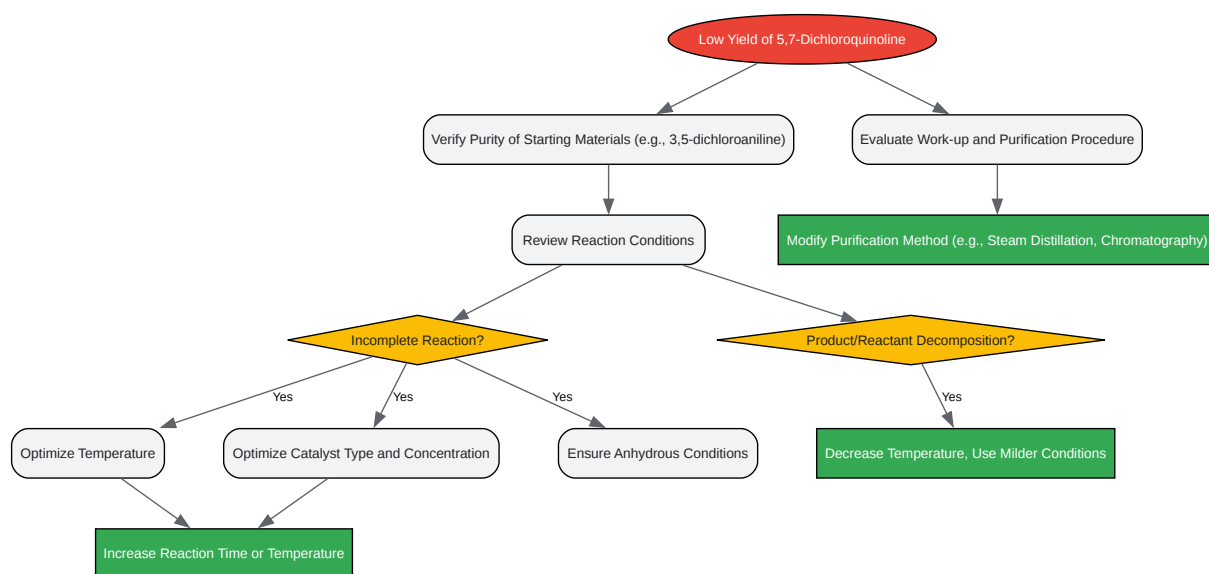 Low Yield of 5,7-Dichloroquinoline
Verify Purity of Starting Materials (e.g., 3,5-dichloroaniline)
Evaluate Work-up and Purification Procedure
Review Reaction Conditions
Modify Purification Method (e.g., Steam Distillation, Chromatography)
Incomplete Reaction?
Product/Reactant Decomposition?
Yes
Yes
Yes
Yes
Optimize Temperature
Optimize Catalyst Type and Concentration
Ensure Anhydrous Conditions
Decrease Temperature, Use Milder Conditions
Increase Reaction Time or Temperature